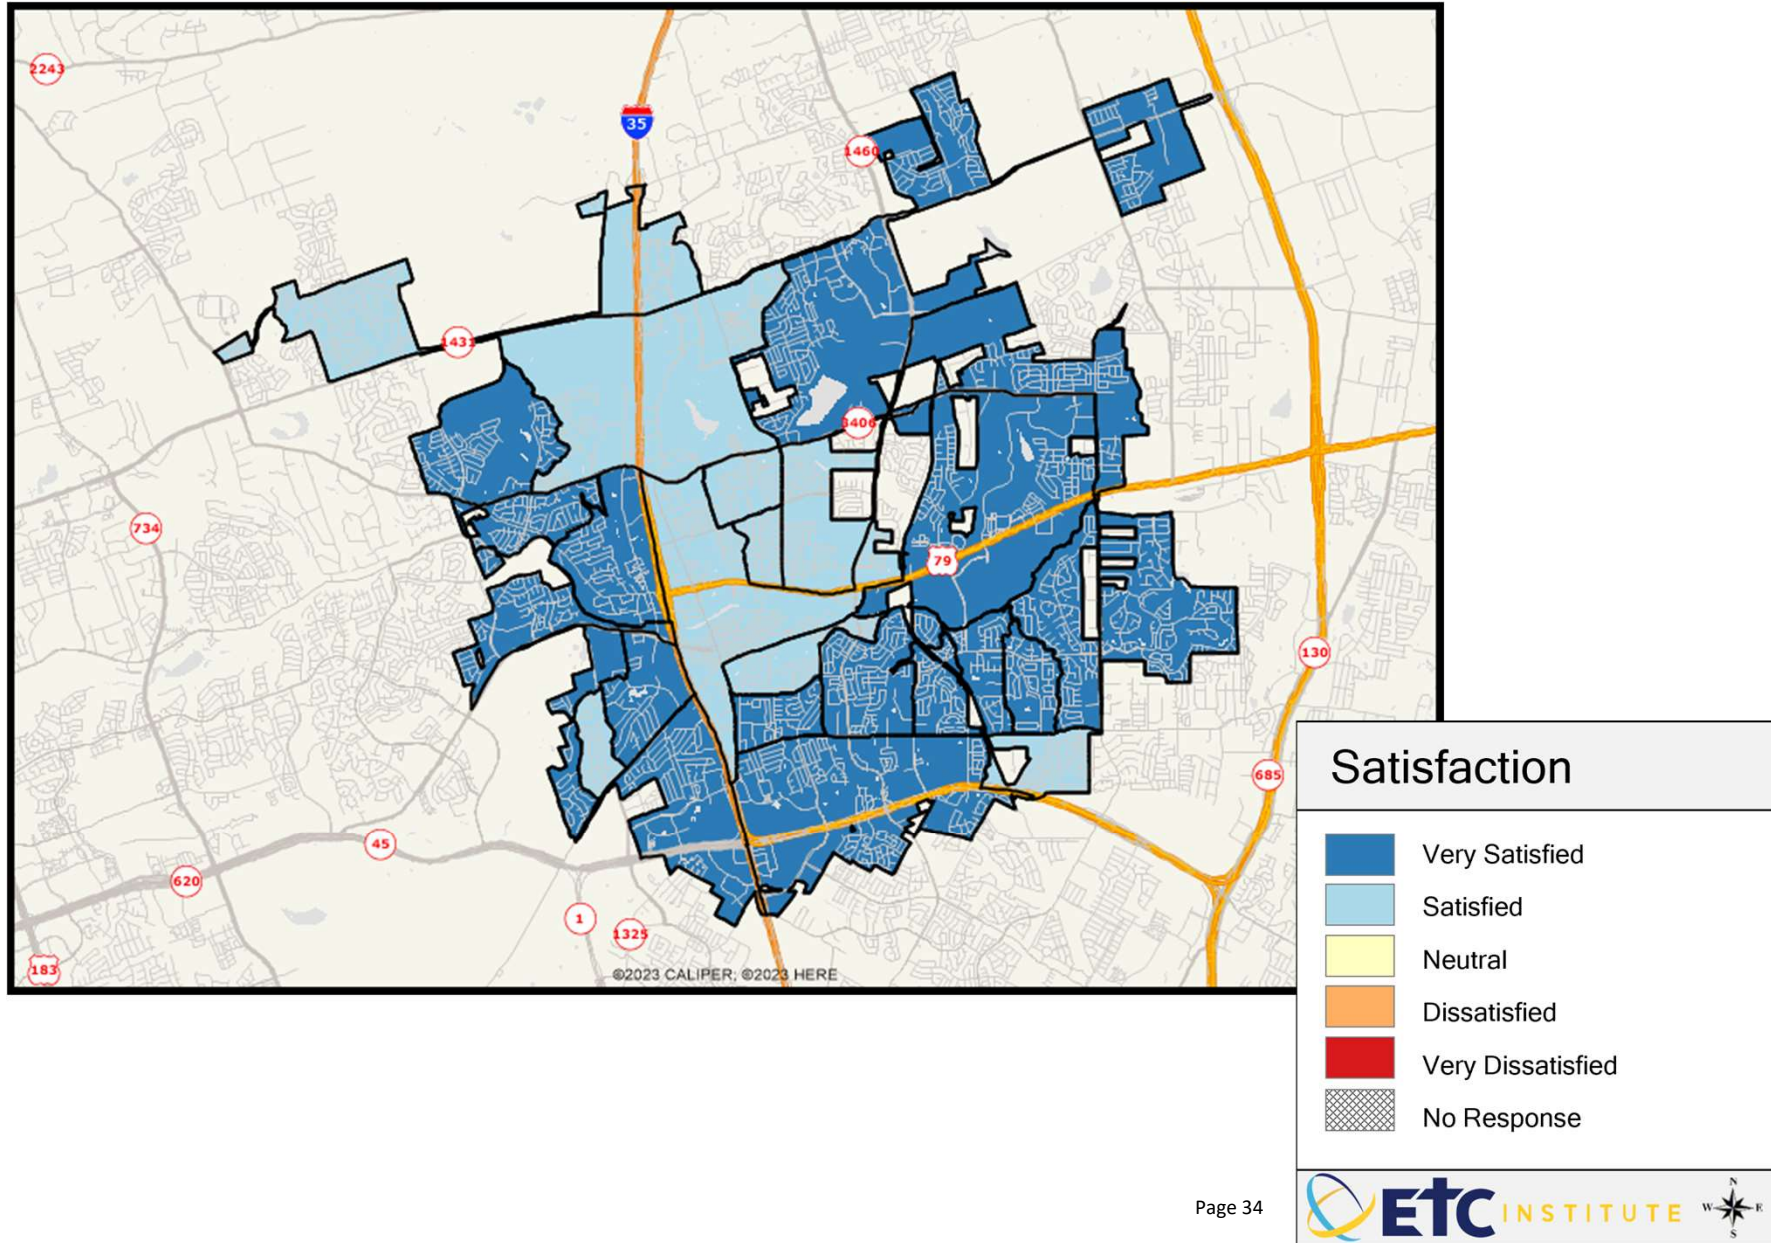 2243
35
1460
1431
3406
734
79
130
685
45
620
1
1325
183
©2023 CALIPER; ©2023 HERE
Satisfaction
Very Satisfied
Satisfied
Neutral
Dissatisfied
Very Dissatisfied
No Response
Page 34
ETC INSTITUTE
N
W E
S